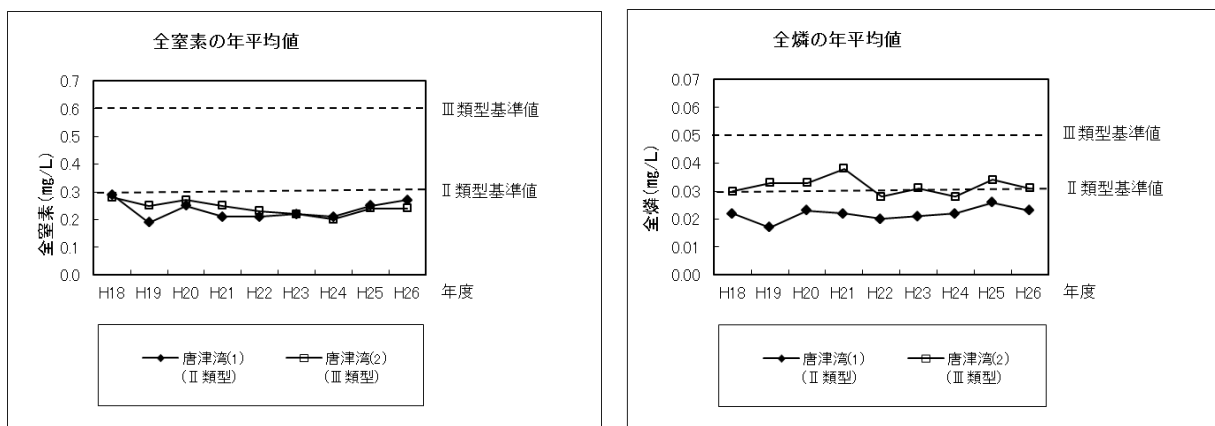 全窒素の年平均値
全窒素(mg/L)
0.7
0.6
0.5
0.4
0.3
0.2
0.1
0.0
Ⅲ類型基準値
Ⅱ類型基準値
H18 H19 H20 H21 H22 H23 H24 H25 H26 年度
唐津湾(1) 唐津湾(2)
(Ⅱ類型) (Ⅲ類型)
全燐の年平均値
全燐(mg/L)
0.07
0.06
0.05
0.04
0.03
0.02
0.01
0.00
Ⅲ類型基準値
Ⅱ類型基準値
H18 H19 H20 H21 H22 H23 H24 H25 H26 年度
唐津湾(1) 唐津湾(2)
(Ⅱ類型) (Ⅲ類型)